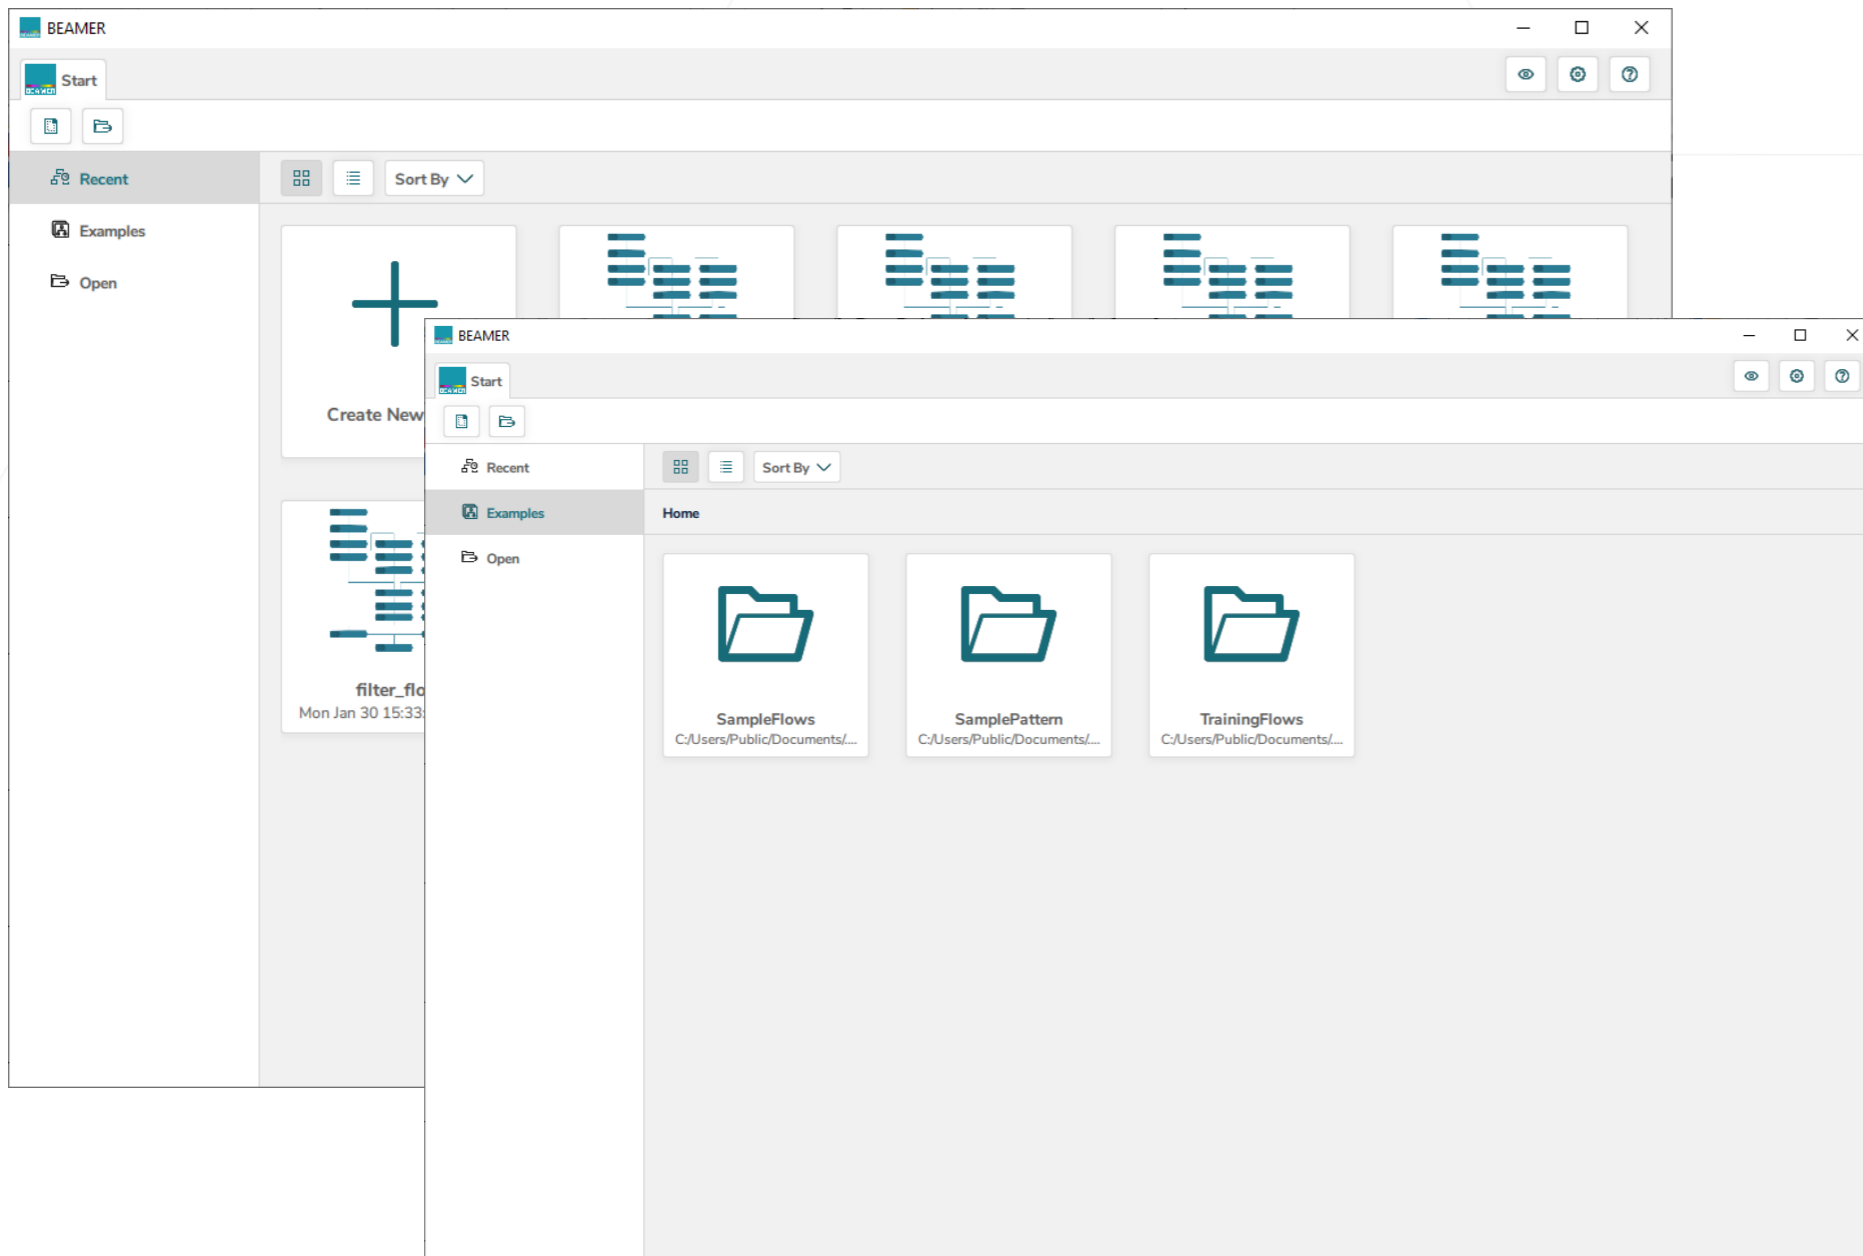 BEAMER
Start
Recent
Sort By
Examples
Open
Create New
filter_flo
Mon Jan 30 15:33:
BEAMER
Start
Recent
Sort By
Examples
Home
Open
SampleFlows
C:/Users/Public/Documents/....
SamplePattern
C:/Users/Public/Documents/....
TrainingFlows
C:/Users/Public/Documents/....